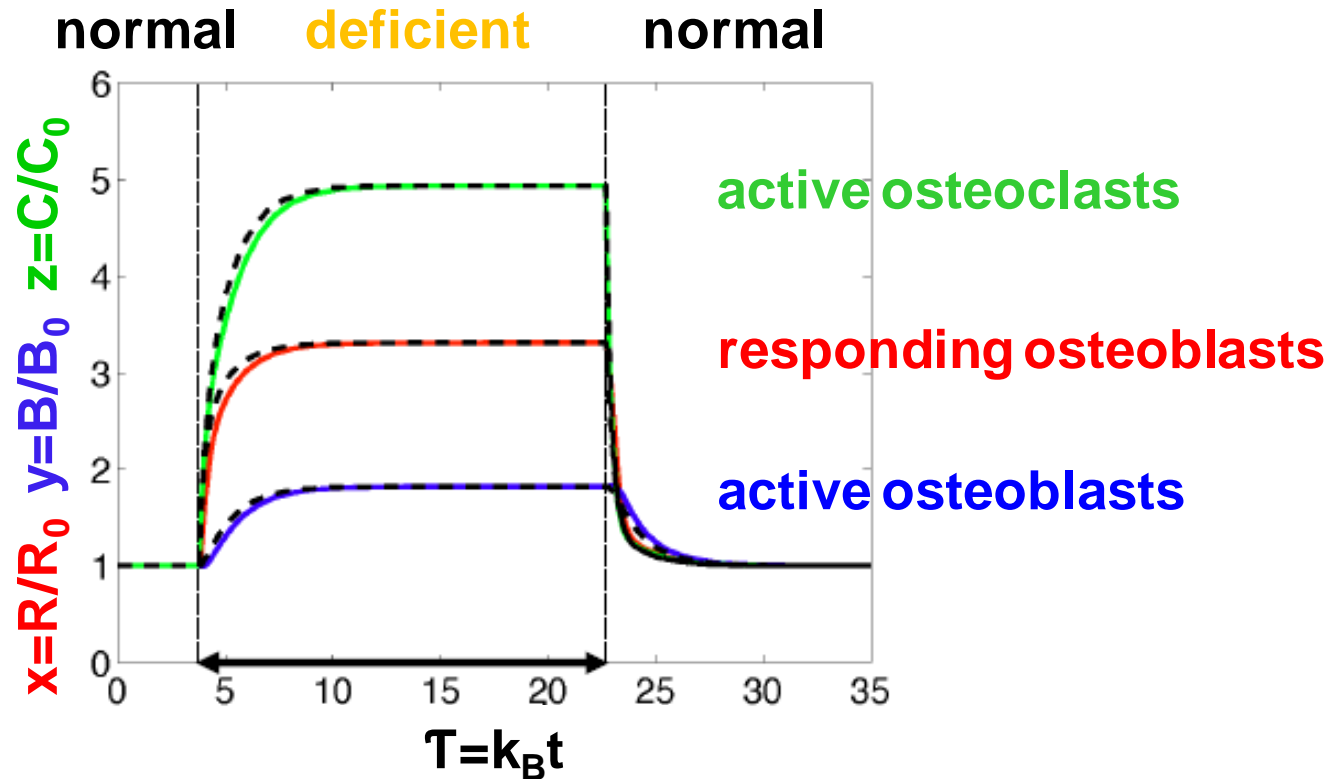 normal deficient normal
6
5
4
3
2
1
0
x=R/R₀ y=B/B₀ z=C/C₀
active osteoclasts
responding osteoblasts
active osteoblasts
0 5 10 15 20 25 30 35
Ƭ=k_Bt